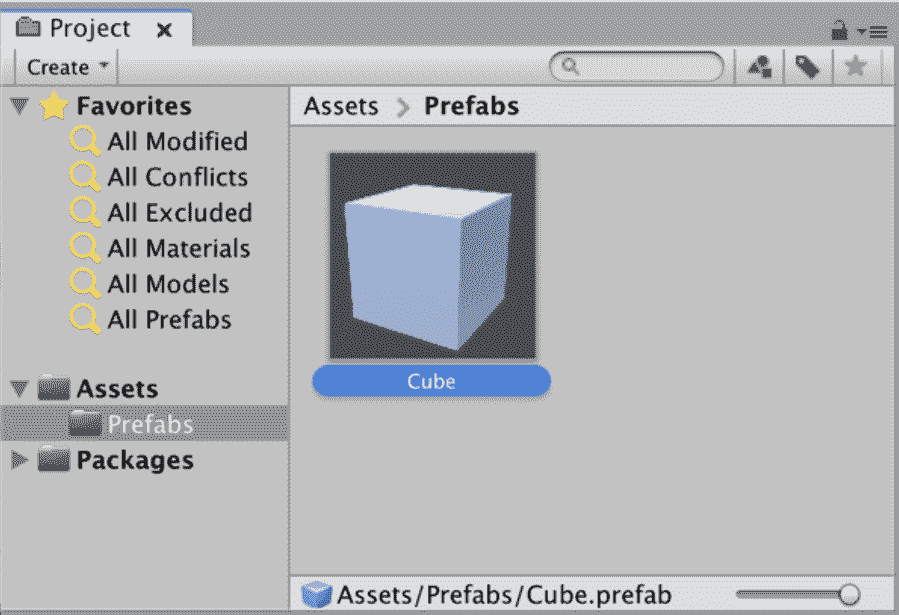 Project
Create
Favorites
All Modified
All Conflicts
All Excluded
All Materials
All Models
All Prefabs
Assets
Prefabs
Packages
Assets > Prefabs
Cube
Assets/Prefabs/Cube.prefab